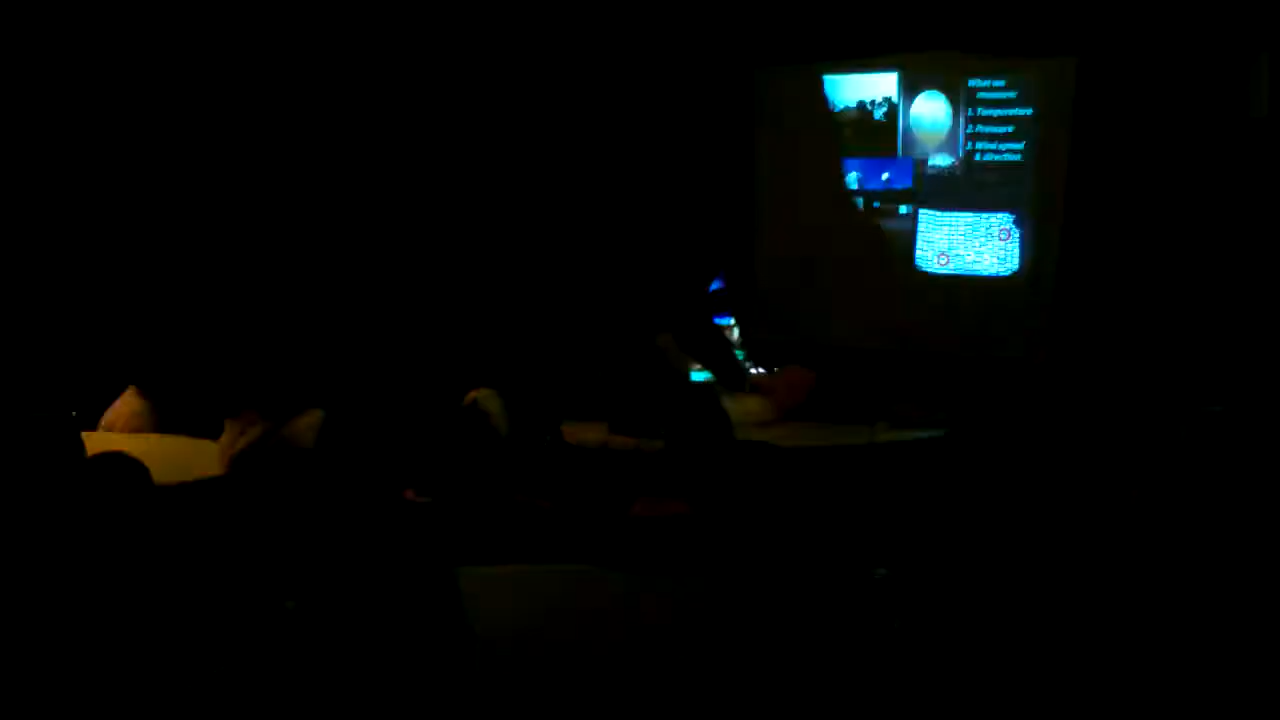 What we
measure:
1. Temperature
2. Pressure
3. Wind speed
& direction